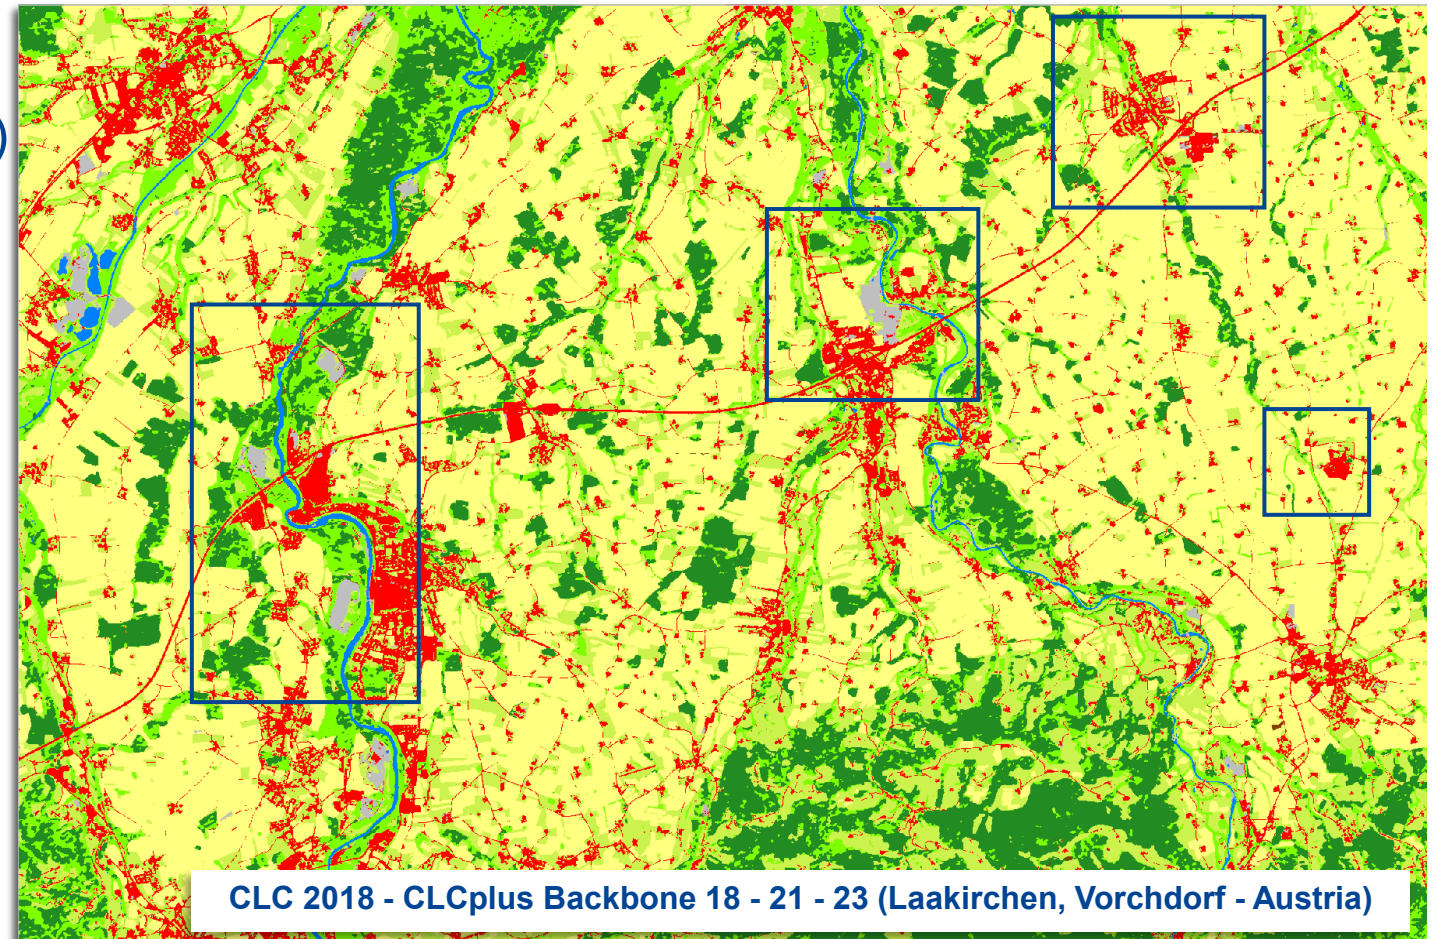 CLC 2018 - CLCplus Backbone 18 - 21 - 23 (Laakirchen, Vorchdorf - Austria)